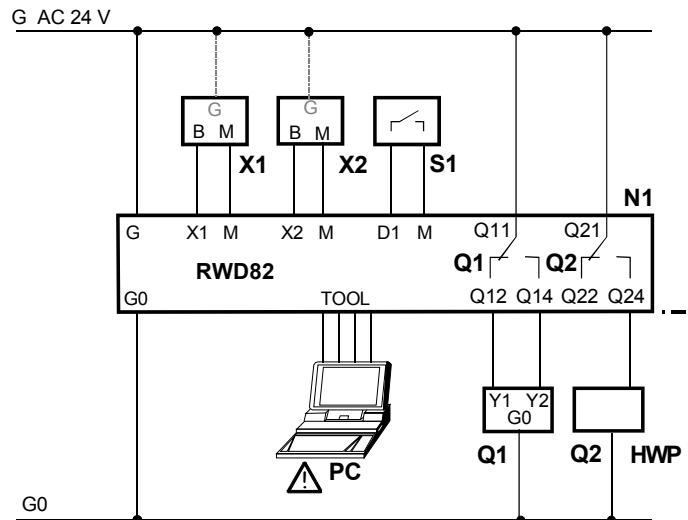 G AC 24 V
G G
B M B M
X1 X2 S1
N1
G X1 M X2 M D1 M Q11 Q21
RWD82 Q1 Q2
G0 TOOL Q12 Q14 Q22 Q24
Y1 Y2
G0
Q1 Q2 HWP
PC
G0